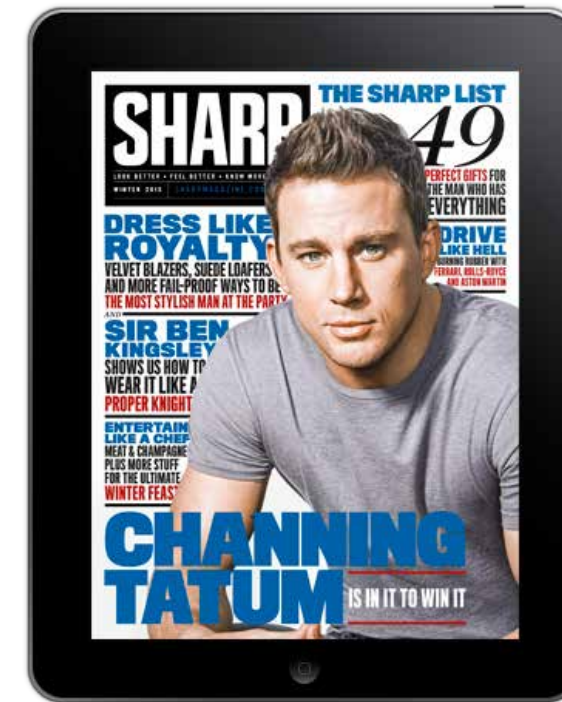 SHARP
LOOK BETTER • FEEL BETTER • KNOW MORE
WINTER 2013 | SHARPMAGAZINE.COM
THE SHARP LIST
49
PERFECT GIFTS FOR
THE MAN WHO HAS
EVERYTHING
DRESS LIKE
ROYALTY
VELVET BLAZERS, SUEDE LOAFERS
AND MORE FAIL-PROOF WAYS TO BE
THE MOST STYLISH MAN AT THE PARTY
AND
SIR BEN
KINGSLEY
SHOWS US HOW TO
WEAR IT LIKE A
PROPER KNIGHT
DRIVE
LIKE HELL
BURNING RUBBER WITH
FERRARI, ROLLS-ROYCE
AND ASTON MARTIN
ENTERTAIN
LIKE A CHEF
MEAT & CHAMPAGNE
PLUS MORE STUFF
FOR THE ULTIMATE
WINTER FEAST
CHANNING
TATUM
IS IN IT TO WIN IT